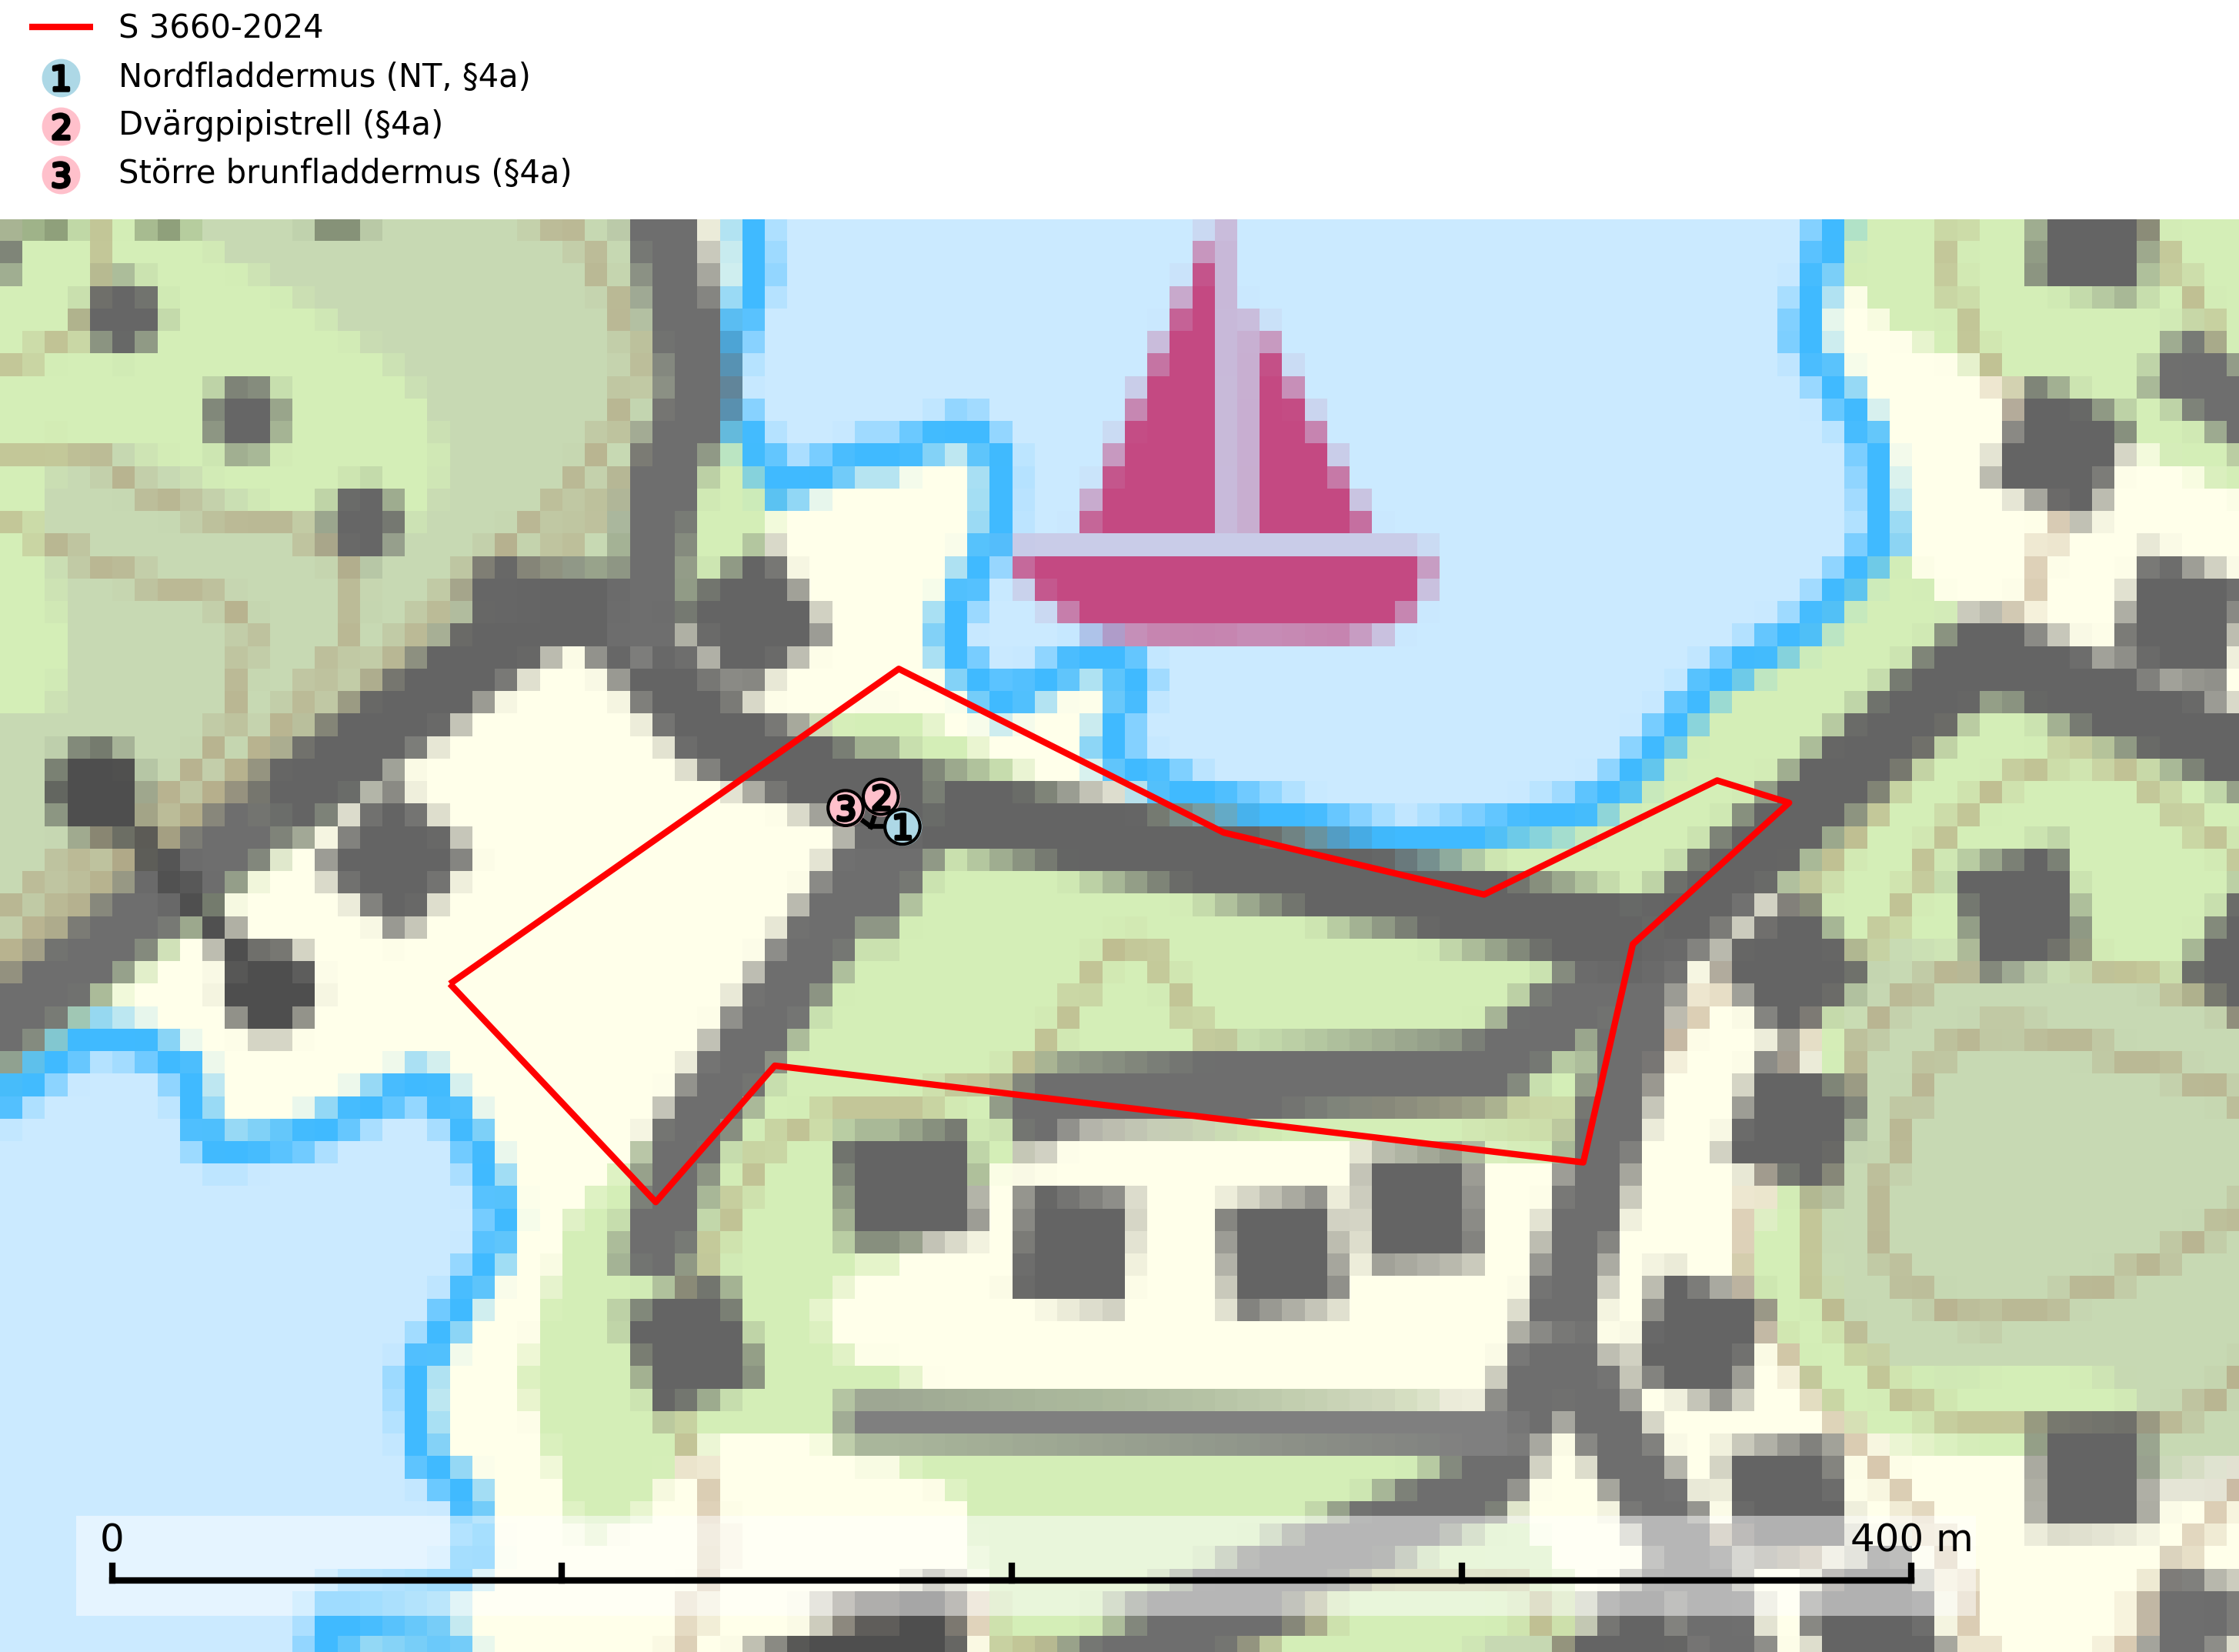 S 3660-2024
1 Nordfladdermus (NT, §4a)
2 Dvärgpipistrell (§4a)
3 Större brunfladdermus (§4a)
2
3
1
0 400 m